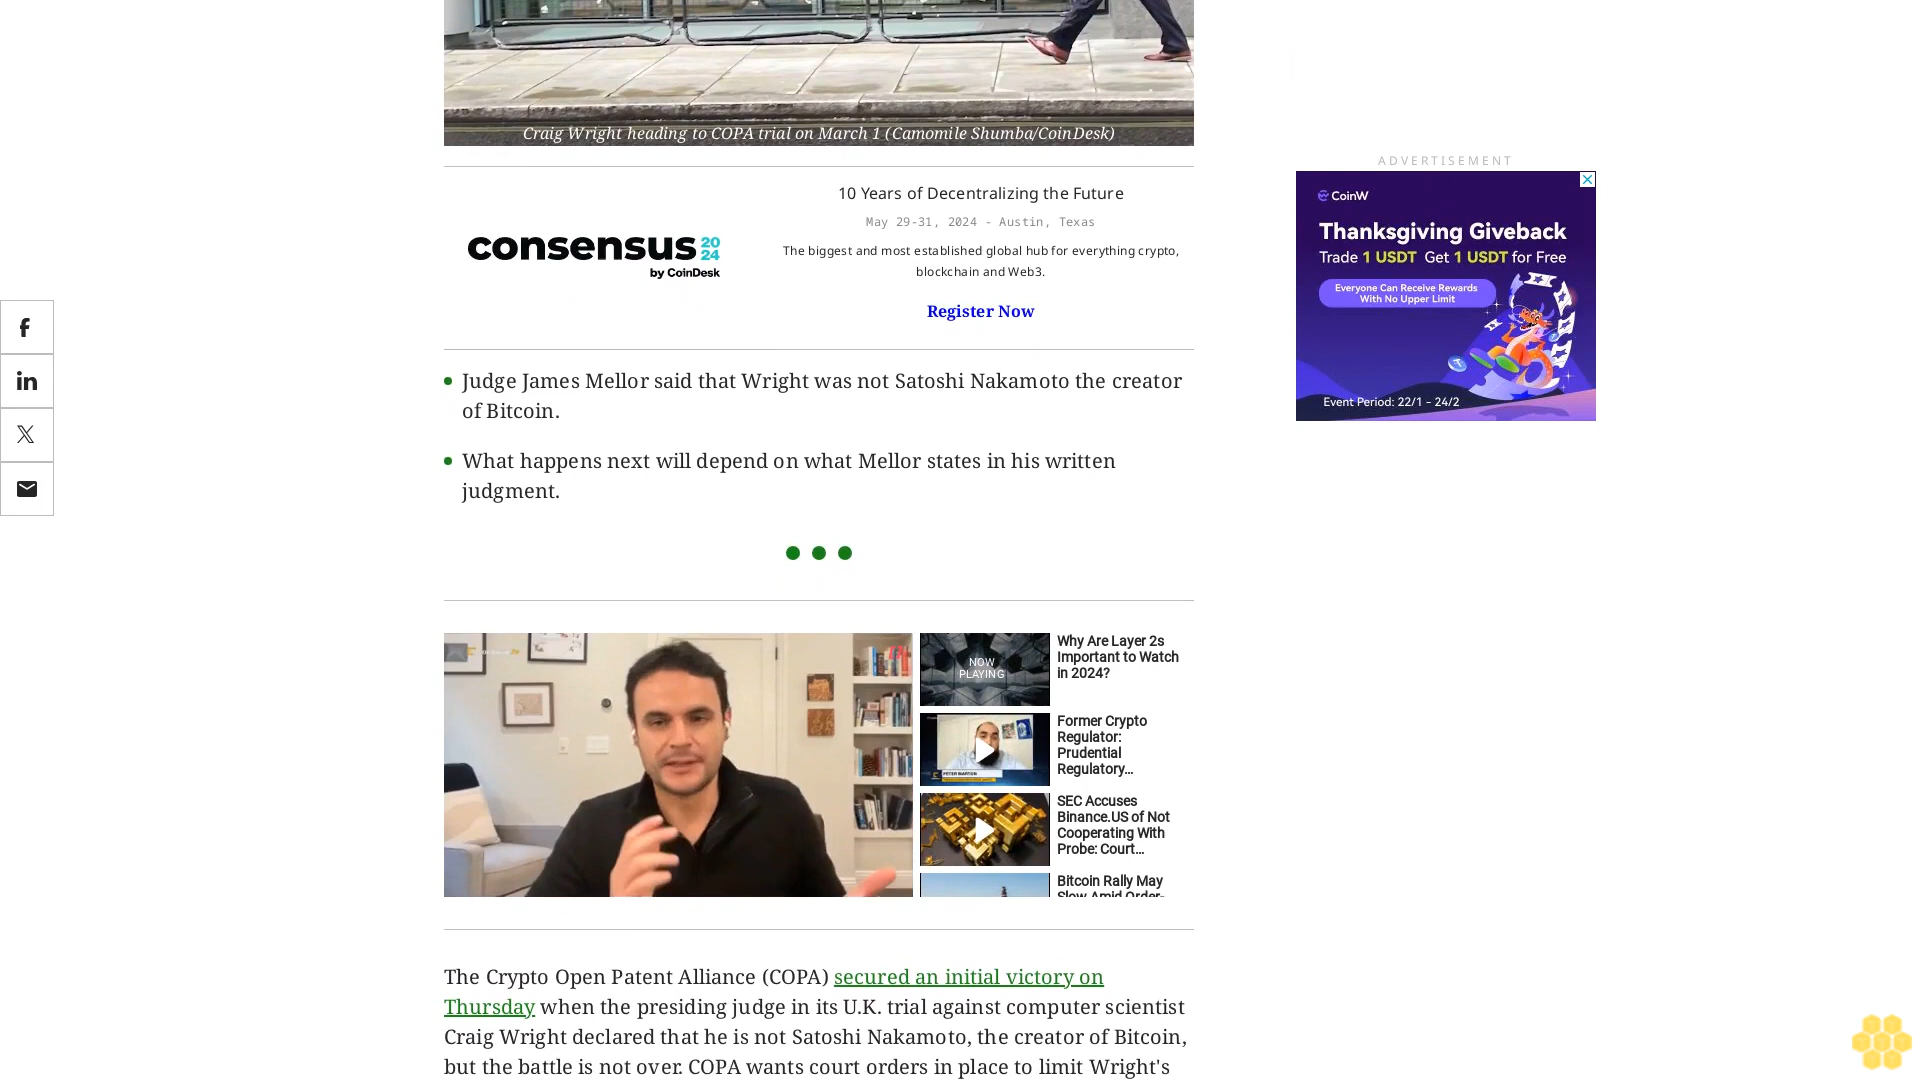 Craig Wright heading to COPA trial on March 1 (Camomile Shumba/CoinDesk)
10 Years of Decentralizing the Future
May 29-31, 2024 - Austin, Texas
consensus 2024
by CoinDesk
The biggest and most established global hub for everything crypto,
blockchain and Web3.
Register Now
ADVERTISEMENT
CoinW
Thanksgiving Giveback
Trade 1 USDT Get 1 USDT for Free
Everyone Can Receive Rewards
With No Upper Limit
Event Period: 22/1 - 24/2
Judge James Mellor said that Wright was not Satoshi Nakamoto the creator
of Bitcoin.
What happens next will depend on what Mellor states in his written
judgment.
NOW
PLAYING
Why Are Layer 2s
Important to Watch
in 2024?
Former Crypto
Regulator:
Prudential
Regulatory...
SEC Accuses
Binance.US of Not
Cooperating With
Probe: Court...
Bitcoin Rally May
Slow Amid Order-
The Crypto Open Patent Alliance (COPA) secured an initial victory on
Thursday when the presiding judge in its U.K. trial against computer scientist
Craig Wright declared that he is not Satoshi Nakamoto, the creator of Bitcoin,
but the battle is not over. COPA wants court orders in place to limit Wright's